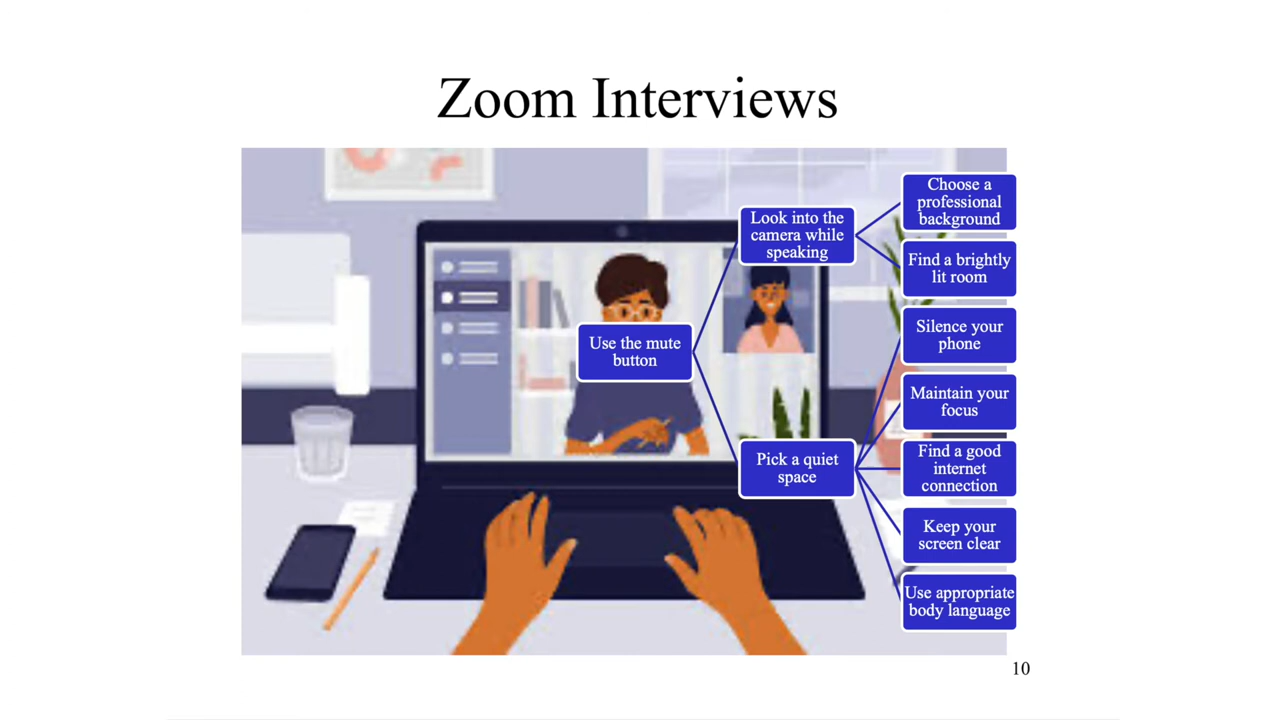 Zoom Interviews
Use the mute
button
Look into the
camera while
speaking
Choose a
professional
background
Find a brightly
lit room
Pick a quiet
space
Silence your
phone
Maintain your
focus
Find a good
internet
connection
Keep your
screen clear
Use appropriate
body language
10